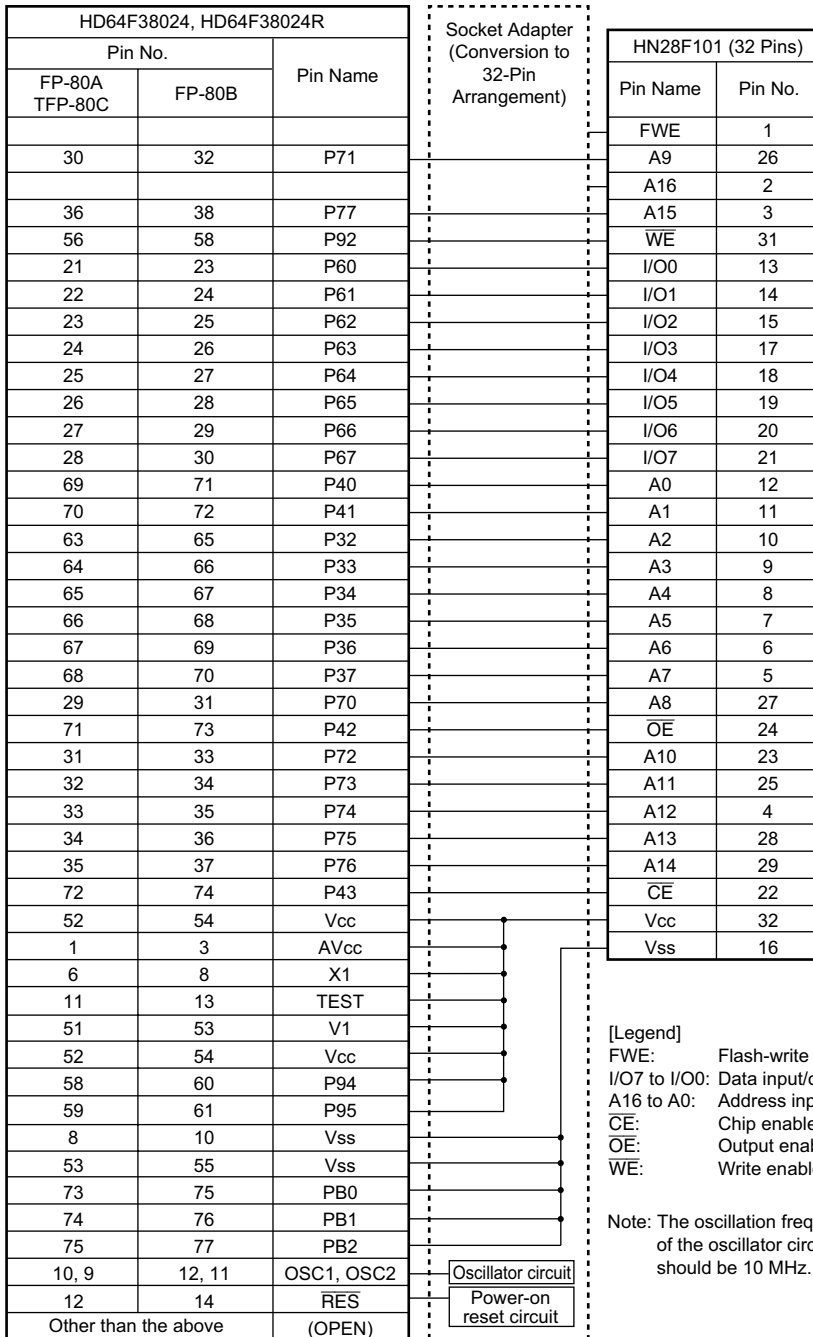 HD64F38024, HD64F38024R
Pin No.
Pin Name
FP-80A
TFP-80C
FP-80B
Socket Adapter
(Conversion to
32-Pin
Arrangement)
HN28F101 (32 Pins)
Pin Name Pin No.
FWE 1
30 32 P71 A9 26
A16 2
36 38 P77 A15 3
56 58 P92 WE 31
21 23 P60 I/O0 13
22 24 P61 I/O1 14
23 25 P62 I/O2 15
24 26 P63 I/O3 17
25 27 P64 I/O4 18
26 28 P65 I/O5 19
27 29 P66 I/O6 20
28 30 P67 I/O7 21
69 71 P40 A0 12
70 72 P41 A1 11
63 65 P32 A2 10
64 66 P33 A3 9
65 67 P34 A4 8
66 68 P35 A5 7
67 69 P36 A6 6
68 70 P37 A7 5
29 31 P70 A8 27
71 73 P42 OE 24
31 33 P72 A10 23
32 34 P73 A11 25
33 35 P74 A12 4
34 36 P75 A13 28
35 37 P76 A14 29
72 74 P43 CE 22
52 54 Vcc Vcc 32
1 3 AVcc Vss 16
6 8 X1
11 13 TEST
51 53 V1
52 54 Vcc
58 60 P94
59 61 P95
8 10 Vss
53 55 Vss
73 75 PB0
74 76 PB1
75 77 PB2
10, 9 12, 11 OSC1, OSC2 Oscillator circuit
12 14 RES Power-on
reset circuit
Other than the above (OPEN)
[Legend]
FWE: Flash-write
I/O7 to I/O0: Data input/
A16 to A0: Address
CE: Chip enable
OE: Output
WE: Write
Note: The oscillation
of the oscillator
should be 10 MHz.